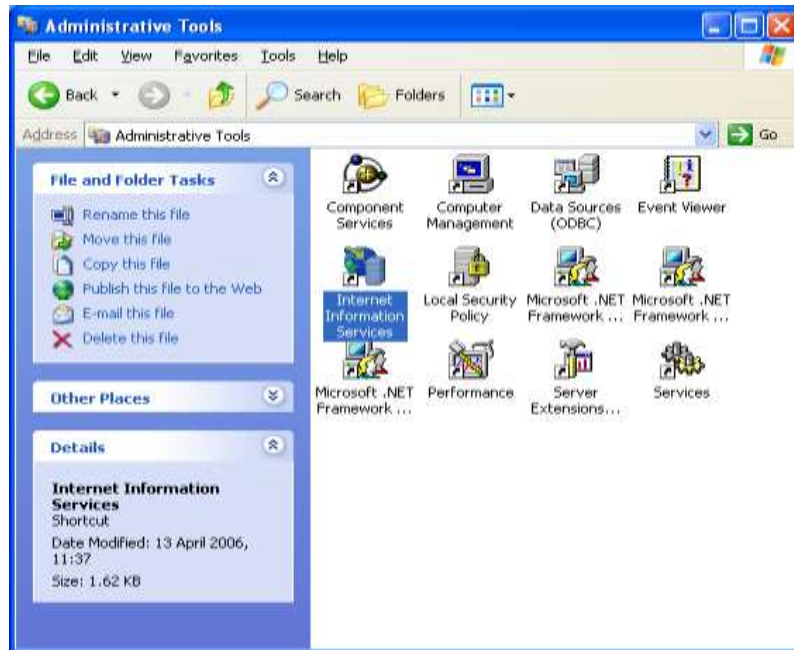 Administrative Tools
File Edit View Favorites Tools Help
Back Search Folders
Address Administrative Tools Go
File and Folder Tasks
Rename this file
Move this file
Copy this file
Publish this file to the Web
E-mail this file
Delete this file
Other Places
Details
Internet Information
Services
Shortcut
Date Modified: 13 April 2006,
11:37
Size: 1.62 KB
Component
Services
Computer
Management
Data Sources
(ODBC)
Event Viewer
Internet
Information
Services
Local Security
Policy
Microsoft .NET
Framework ...
Microsoft .NET
Framework ...
Microsoft .NET
Framework ...
Performance
Server
Extensions...
Services